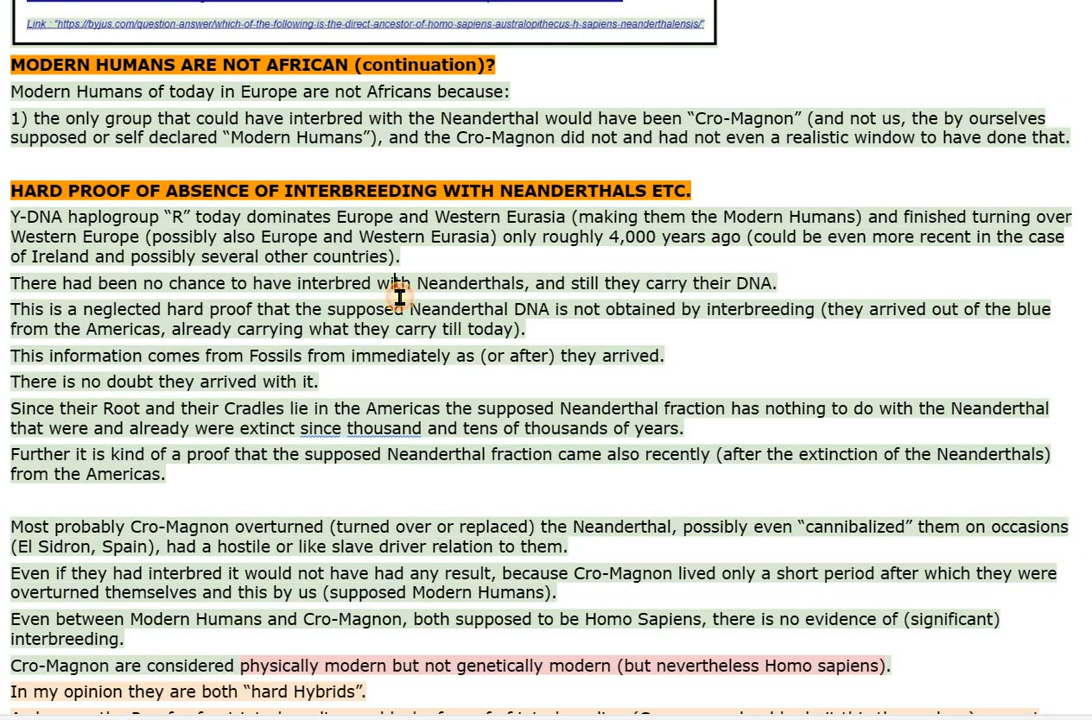 Link : "https://byjus.com/question-answer/which-of-the-following-is-the-direct-ancestor-of-homo-sapiens-australopithecus-h-sapiens-neanderthalensis/"
MODERN HUMANS ARE NOT AFRICAN (continuation)?
Modern Humans of today in Europe are not Africans because:
1) the only group that could have interbred with the Neanderthal would have been “Cro-Magnon” (and not us, the by ourselves
supposed or self declared “Modern Humans”), and the Cro-Magnon did not and had not even a realistic window to have done that.
HARD PROOF OF ABSENCE OF INTERBREEDING WITH NEANDERTHALS ETC.
Y-DNA haplogroup “R” today dominates Europe and Western Eurasia (making them the Modern Humans) and finished turning over
Western Europe (possibly also Europe and Western Eurasia) only roughly 4,000 years ago (could be even more recent in the case
of Ireland and possibly several other countries).
There had been no chance to have interbred with Neanderthals, and still they carry their DNA.
This is a neglected hard proof that the supposed Neanderthal DNA is not obtained by interbreeding (they arrived out of the blue
from the Americas, already carrying what they carry till today).
This information comes from Fossils from immediately as (or after) they arrived.
There is no doubt they arrived with it.
Since their Root and their Cradles lie in the Americas the supposed Neanderthal fraction has nothing to do with the Neanderthal
that were and already were extinct since thousand and tens of thousands of years.
Further it is kind of a proof that the supposed Neanderthal fraction came also recently (after the extinction of the Neanderthals)
from the Americas.
Most probably Cro-Magnon overturned (turned over or replaced) the Neanderthal, possibly even “cannibalized” them on occasions
(El Sidron, Spain), had a hostile or like slave driver relation to them.
Even if they had interbred it would not have had any result, because Cro-Magnon lived only a short period after which they were
overturned themselves and this by us (supposed Modern Humans).
Even between Modern Humans and Cro-Magnon, both supposed to be Homo Sapiens, there is no evidence of (significant)
interbreeding.
Cro-Magnon are considered physically modern but not genetically modern (but nevertheless Homo sapiens).
In my opinion they are both “hard Hybrids”.